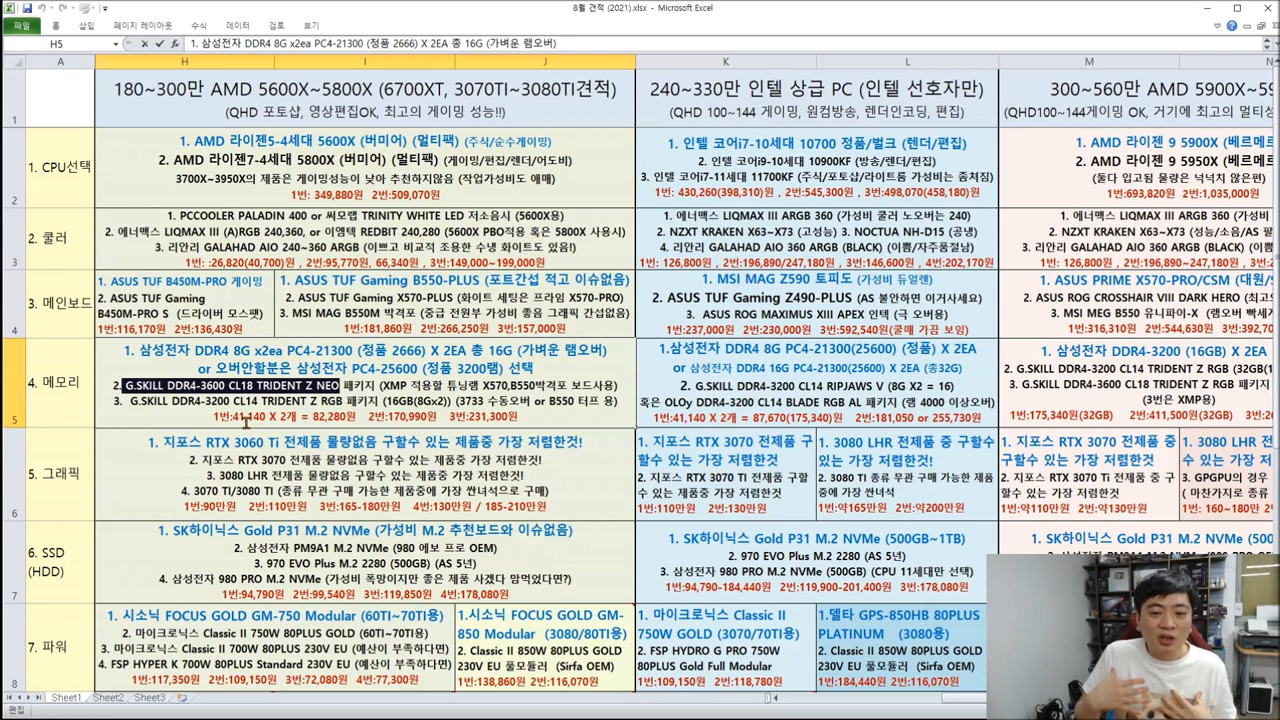 8월 견적 (2021).xlsx - Microsoft Excel
파일 홈 삽입 페이지 레이아웃 수식 데이터 검토 보기
H5 1. 삼성전자 DDR4 8G x2ea PC4-21300 (정품 2666) X 2EA 총 16G (가벼운 램오버)
A H I J K L M N
1
180~300만 AMD 5600X~5800X (6700XT, 3070TI~3080TI견적)
(QHD 포토샵, 영상편집OK, 최고의 게이밍 성능!!)
240~330만 인텔 상급 PC (인텔 선호자만)
(QHD 100~144 게이밍, 원컴방송, 렌더인코딩, 편집)
300~560만 AMD 5900X~59
(QHD100~144게이밍 OK, 거기에 최고의 멀티성
2
1. CPU선택
1. AMD 라이젠5-4세대 5600X (버미어) (멀티팩) (주식/순수게이밍)
2. AMD 라이젠7-4세대 5800X (버미어) (멀티팩) (게이밍/편집/렌더/어도비)
3700X~3950X의 제품은 게이밍성능이 낮아 추천하지않음 (작업가성비도 애매)
1번: 349,880원 2번:509,070원
1. 인텔 코어i7-10세대 10700 정품/벌크 (렌더/편집)
2. 인텔 코어i9-10세대 10900KF (방송/렌더/편집)
3. 인텔 코어i7-11세대 11700KF (주식/포토샵/라이트룸 가성비는 좀쳐짐)
1번: 430,260(398,310)원 , 2번:545,300원 , 3번:498,070(458,180)원
1. AMD 라이젠 9 5900X (베르메
2. AMD 라이젠 9 5950X (베르메
(둘다 입고된 물량은 넉넉치 않은편)
1번:693,820원 2번:1,035,000원
3
2. 쿨러
1. PCCOOLER PALADIN 400 or 써모랩 TRINITY WHITE LED 저소음시 (5600X용)
2. 에너맥스 LIQMAX III (A)RGB 240,360, or 이엠텍 REDBIT 240,280 (5600X PBO적용 혹은 5800X 사용시)
3. 리안리 GALAHAD AIO 240~360 ARGB (이쁘고 비교적 조용한 수냉 화이트도 있음!)
1번: :26,820(40,700)원, 2번:95,770원, 66,340원, 3번:149,000~199,000원
1. 에너맥스 LIQMAX III ARGB 360 (가성비 쿨러 노오버는 240)
2. NZXT KRAKEN X63~X73 (고성능) 3. NOCTUA NH-D15 (공냉)
4. 리안리 GALAHAD AIO 360 ARGB (BLACK) (이쁨/자주품절남)
1번: 126,800원 , 2번:196,890~247,180원 , 3번:146,600원 , 4번:202,170원
1. 에너맥스 LIQMAX III ARGB 360 (가성비
2. NZXT KRAKEN X63~X73 (성능/소음/AS 팔
3. 리안리 GALAHAD AIO 360 ARGB (BLACK) (이쁨
1번: 126,800원, 2번:196,890~247,180원, 3번
4
3. 메인보드
1. ASUS TUF B450M-PRO 게이밍
2. ASUS TUF Gaming
B450M-PRO S (드라이버 모스팻)
1번:116,170원 2번:136,430원
1. ASUS TUF Gaming B550-PLUS (포트간섭 적고 이슈없음)
2. ASUS TUF Gaming X570-PLUS (화이트 세팅은 프라임 X570-PRO)
3. MSI MAG B550M 박격포 (중급 전원부 가성비 좋음 그래픽 간섭없음)
1번:181,860원 2번:266,250원 3번:157,000원
1. MSI MAG Z590 토피도 (가성비 듀얼렌)
2. ASUS TUF Gaming Z490-PLUS (AS 불안하면 이거사세요)
3. ASUS ROG MAXIMUS XIII APEX 인텍 (극 오버용)
1번:237,000원 2번:230,000원 3번:592,540원(쿨매 가끔 보임)
1. ASUS PRIME X570-PRO/CSM (대원/
2. ASUS ROG CROSSHAIR VIII DARK HERO (최고
3. MSI MEG B550 유니파이-X (램오버 빡세게
1번:316,310원 2번:544,630원 3번:392,70
5
4. 메모리
1. 삼성전자 DDR4 8G x2ea PC4-21300 (정품 2666) X 2EA 총 16G (가벼운 램오버)
or 오버안할분은 삼성전자 PC4-25600 (정품 3200램) 선택
2. G.SKILL DDR4-3600 CL18 TRIDENT Z NEO 패키지 (XMP 적용할 튜닝램 X570,B550박격포 보드사용)
3. G.SKILL DDR4-3200 CL14 TRIDENT Z RGB 패키지 (16GB(8Gx2)) (3733 수동오버 or B550 터프 용)
1번:41,140 X 2개 = 82,280원 2번:170,990원 3번:231,300원
1.삼성전자 DDR4 8G PC4-21300(25600) (정품) X 2EA
or 삼성전자 DDR4 16G PC4-21300(25600) (정품) X 2EA (총32G)
2. G.SKILL DDR4-3200 CL14 RIPJAWS V (8G X2 = 16)
혹은 OLOy DDR4-3200 CL14 BLADE RGB AL 패키지 (램 4000 이상오버)
1번:41,140 X 2개 = 87,670(175,340)원 2번:181,050 or 255,730원
1. 삼성전자 DDR4-3200 (16GB) X 2EA
2. G.SKILL DDR4-3600 CL18 TRIDENT Z NEO (32GB(1
3. G.SKILL DDR4-3200 CL14 TRIDENT Z RGB (32GB
(3번은 XMP용)
1번:175,340원(32GB) 2번:411,500원(32GB)
6
5. 그래픽
1. 지포스 RTX 3060 Ti 전제품 물량없음 구할수 있는 제품중 가장 저렴한것!
2. 지포스 RTX 3070 전제품 물량없음 구할수 있는 제품중 가장 저렴한것!
3. 3080 LHR 전제품 물량없음 구할수 있는 제품중 가장 저렴한것!
4. 3070 TI/3080 TI (종류 무관 구매 가능한 제품중에 가장 싼녀석으로 구매)
1번:90만원 2번:110만원 3번:165-180만원 4번:130만원 / 185-210만원
1. 지포스 RTX 3070 전제품 구
할수 있는 가장 저렴한것
2. 지포스 RTX 3070 TI 전제품 구할
수 있는 가장 저렴한것
1번:110만원 2번:130만원
1. 3080 LHR 전제품중 구할수
있는 가장 저렴한것!
2. 3080 TI 종류 무관 구매 가능한 제품
중에 가장 싼녀석
1번:약165만원 2번:약200만원
1. 지포스 RTX 3070 전제품중
구할수 있는 가장 저렴한것
2. 지포스 RTX 3070 Ti 전제품 중 구
할수 있는 가장 저렴한것
1번:약110만원 2번:약130만원
1. 3080 LHR
있는 가장 저렴한
3. GPGPU의 경우
( 마찬가지로 종류
1번: 160~180만 2
7
6. SSD
(HDD)
1. SK하이닉스 Gold P31 M.2 NVMe (가성비 M.2 추천보드와 이슈없음)
2. 삼성전자 PM9A1 M.2 NVMe (980 에보 프로 OEM)
3. 970 EVO Plus M.2 2280 (500GB) (AS 5년)
4. 삼성전자 980 PRO M.2 NVMe (가성비 폭망이지만 좋은 제품 사겠다 맘먹었다면?)
1번:94,790원 2번:99,540원 3번:119,850원 4번:178,080원
1. SK하이닉스 Gold P31 M.2 NVMe (500GB~1TB)
2. 970 EVO Plus M.2 2280 (AS 5년)
3. 삼성전자 980 PRO M.2 NVMe (500GB) (CPU 11세대만 선택)
1번:94,790-184,440원 2번:119,900-201,400원 3번:178,080원
1. SK하이닉스 Gold P31 M.2 NVMe (500
8
7. 파워
1. 시소닉 FOCUS GOLD GM-750 Modular (60TI~70TI용)
2. 마이크로닉스 Classic II 750W 80PLUS GOLD (60TI~70TI용)
3. 마이크로닉스 Classic II 700W 80PLUS 230V EU (예산이 부족하다면)
4. FSP HYPER K 700W 80PLUS Standard 230V EU (예산이 부족하다면)
1번:117,350원 2번:109,150원 3번:72,080원 4번:77,300원
1.시소닉 FOCUS GOLD GM-
850 Modular (3080/80TI용)
2. Classic II 850W 80PLUS GOLD
230V EU 풀모듈러 (Sirfa OEM)
1번:138,860원 2번:116,070원
1. 마이크로닉스 Classic II
750W GOLD (3070/70TI용)
2. FSP HYDRO G PRO 750W
80PLUS Gold Full Modular
1번:109,150원 2번:118,780원
1.델타 GPS-850HB 80PLUS
PLATINUM (3080용)
2. Classic II 850W 80PLUS GOLD
230V EU 풀모듈러 (Sirfa OEM)
1번:184,440원 2번:116,070원
Sheet1 Sheet2 Sheet3
편집